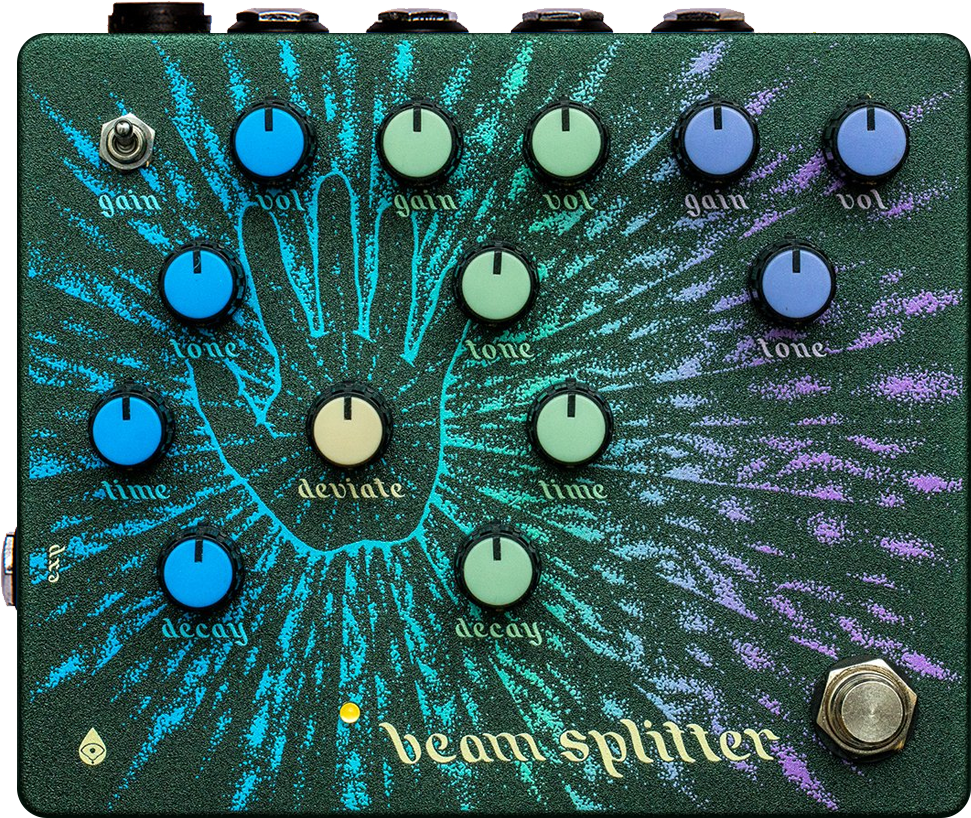 gain vol gain vol gain vol
tone tone tone
time deviate time
exp
decay decay
beam splitter